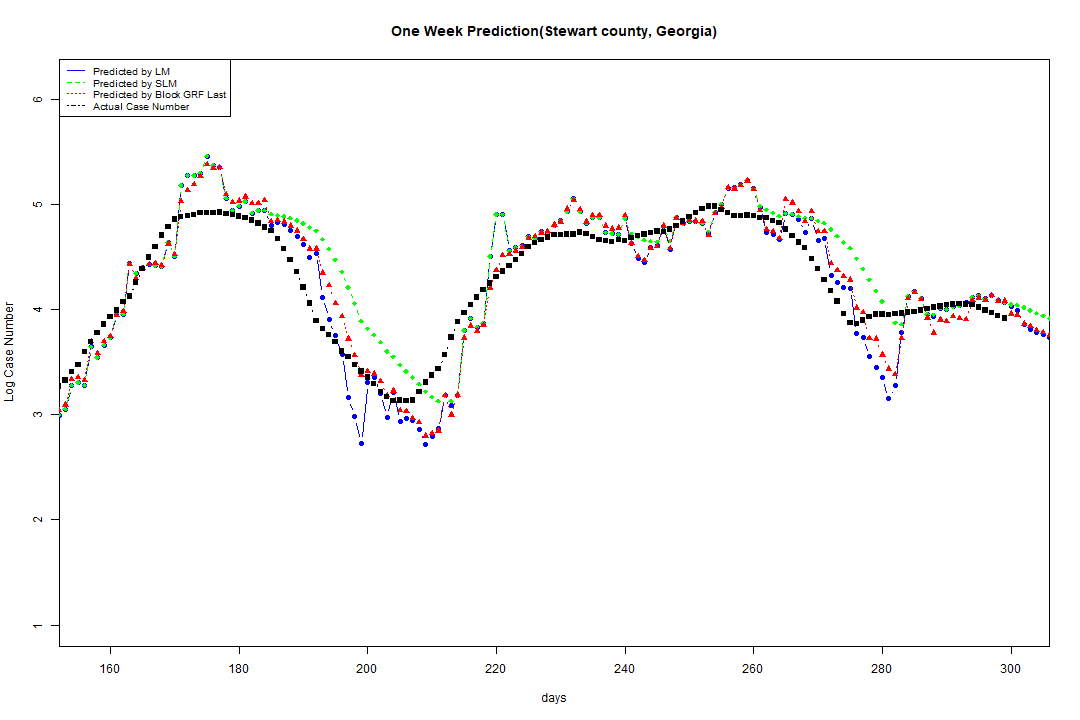 One Week Prediction(Stewart county, Georgia)
Predicted by LM
Predicted by SLM
Predicted by Block GRF Last
Actual Case Number
Log Case Number
6
5
4
3
2
1
160 180 200 220 240 260 280 300
days